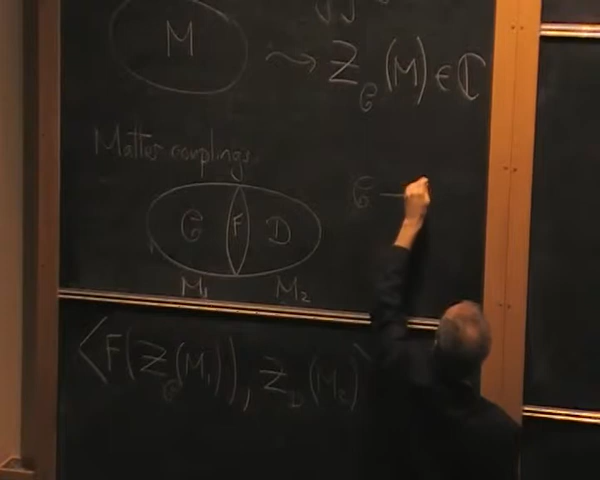 M ⇝ Z_𝒞(M) ∈ ℂ
Matter couplings
𝒞 F D
𝒞 —
M₁ M₂
⟨F(Z_𝒞(M₁)), Z_D(M₂)⟩